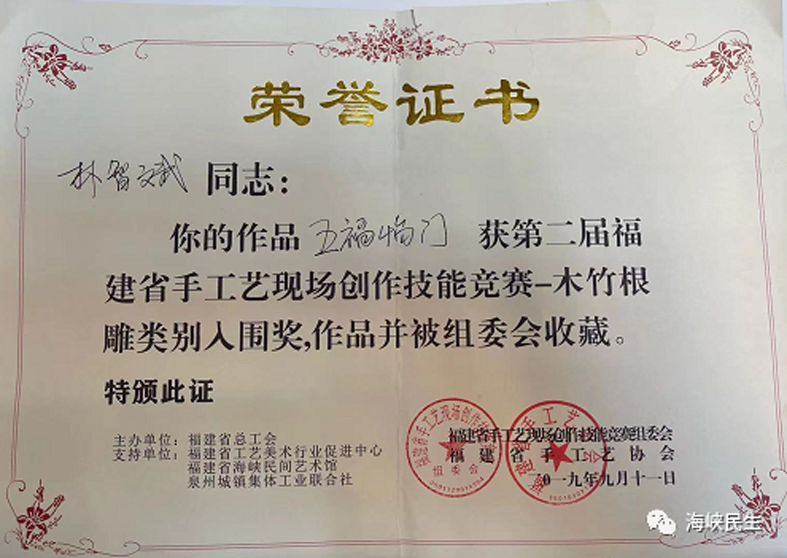 荣誉证书
林智斌 同志：
你的作品 五福临门 获第二届福
建省手工艺现场创作技能竞赛-木竹根
雕类别入围奖,作品并被组委会收藏。
特颁此证
主办单位：福建省总工会
支持单位：福建省工艺美术行业促进中心
福建省海峡民间艺术馆
泉州城镇集体工业联合社
福建省手工艺现场创作技能竞赛组委会
福建省手工艺协会
二0一九年九月十一日
海峡民生